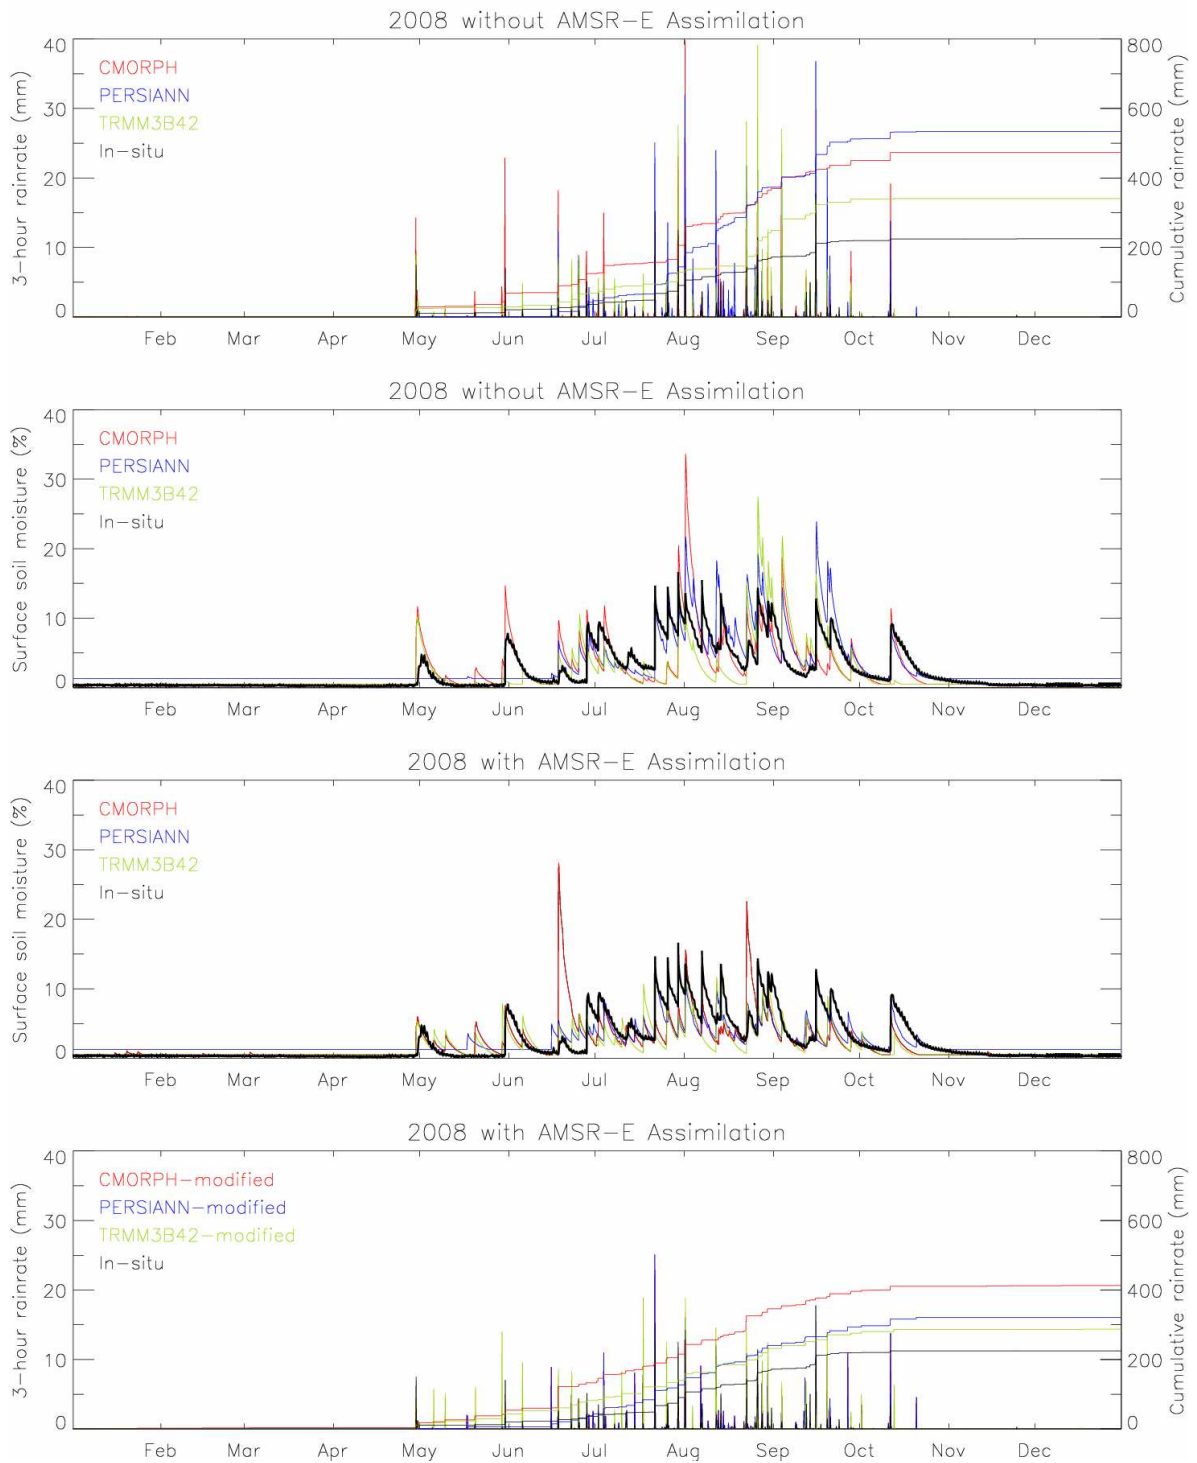 2008 without AMSR-E Assimilation
3-hour rainrate (mm)
Cumulative rainrate (mm)
40
30
20
10
0
800
600
400
200
0
CMORPH
PERSIANN
TRMM3B42
In-situ
Feb Mar Apr May Jun Jul Aug Sep Oct Nov Dec
2008 without AMSR-E Assimilation
Surface soil moisture (%)
40
30
20
10
0
CMORPH
PERSIANN
TRMM3B42
In-situ
Feb Mar Apr May Jun Jul Aug Sep Oct Nov Dec
2008 with AMSR-E Assimilation
Surface soil moisture (%)
40
30
20
10
0
CMORPH
PERSIANN
TRMM3B42
In-situ
Feb Mar Apr May Jun Jul Aug Sep Oct Nov Dec
2008 with AMSR-E Assimilation
3-hour rainrate (mm)
Cumulative rainrate (mm)
40
30
20
10
0
800
600
400
200
0
CMORPH-modified
PERSIANN-modified
TRMM3B42-modified
In-situ
Feb Mar Apr May Jun Jul Aug Sep Oct Nov Dec